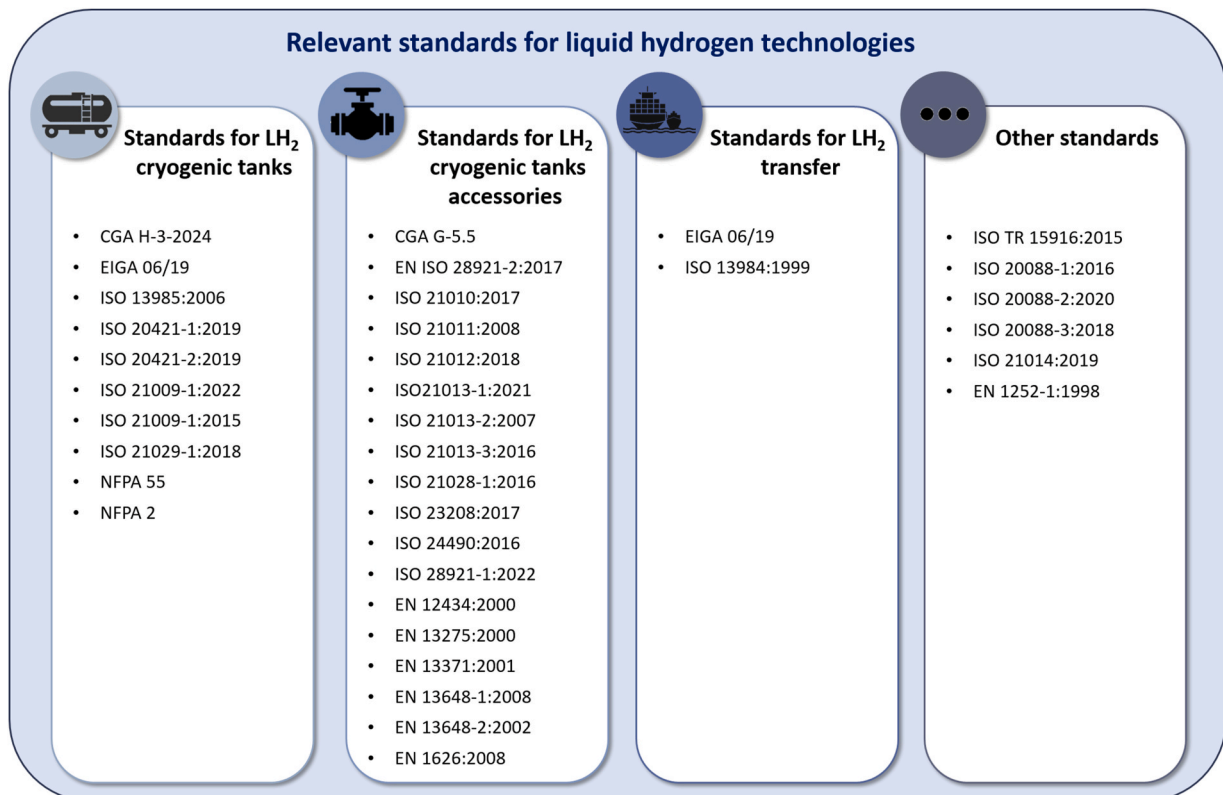 Relevant standards for liquid hydrogen technologies
Standards for LH₂
cryogenic tanks
• CGA H-3-2024
• EIGA 06/19
• ISO 13985:2006
• ISO 20421-1:2019
• ISO 20421-2:2019
• ISO 21009-1:2022
• ISO 21009-1:2015
• ISO 21029-1:2018
• NFPA 55
• NFPA 2
Standards for LH₂
cryogenic tanks
accessories
• CGA G-5.5
• EN ISO 28921-2:2017
• ISO 21010:2017
• ISO 21011:2008
• ISO 21012:2018
• ISO21013-1:2021
• ISO 21013-2:2007
• ISO 21013-3:2016
• ISO 21028-1:2016
• ISO 23208:2017
• ISO 24490:2016
• ISO 28921-1:2022
• EN 12434:2000
• EN 13275:2000
• EN 13371:2001
• EN 13648-1:2008
• EN 13648-2:2002
• EN 1626:2008
Standards for LH₂
transfer
• EIGA 06/19
• ISO 13984:1999
Other standards
• ISO TR 15916:2015
• ISO 20088-1:2016
• ISO 20088-2:2020
• ISO 20088-3:2018
• ISO 21014:2019
• EN 1252-1:1998